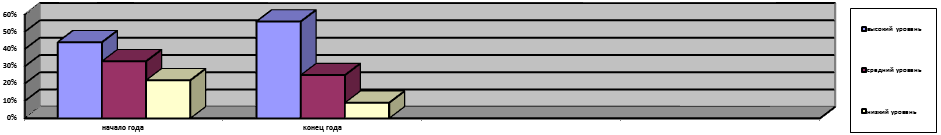 60%
50%
40%
30%
20%
10%
0%
начало года
конец года
высокий уровень
средний уровень
низкий уровень